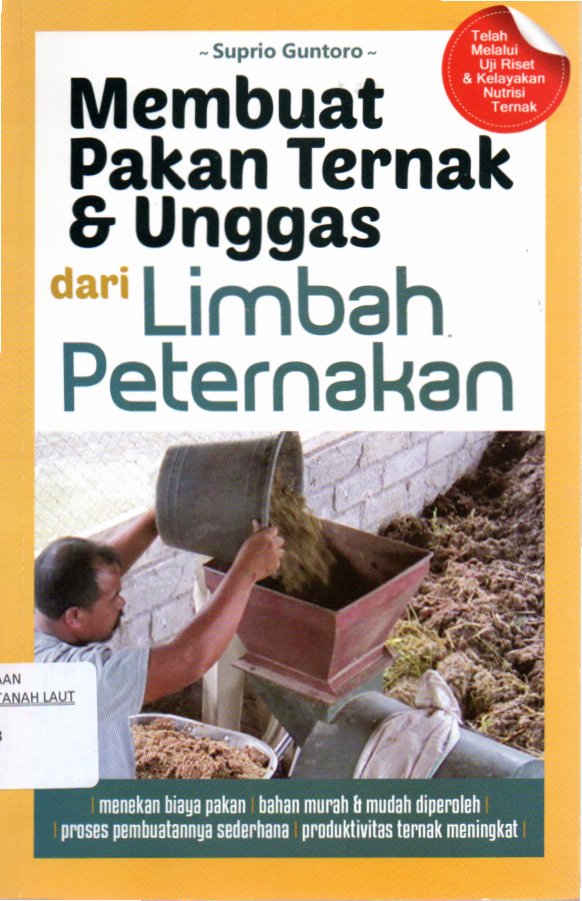 ~ Suprio Guntoro ~
Telah
Melalui
Uji Riset
& Kelayakan
Nutrisi
Ternak
Membuat
Pakan Ternak
& Unggas
dari Limbah
Peternakan
TANAH LAUT
| menekan biaya pakan | bahan murah & mudah diperoleh |
| proses pembuatannya sederhana | produktivitas ternak meningkat |